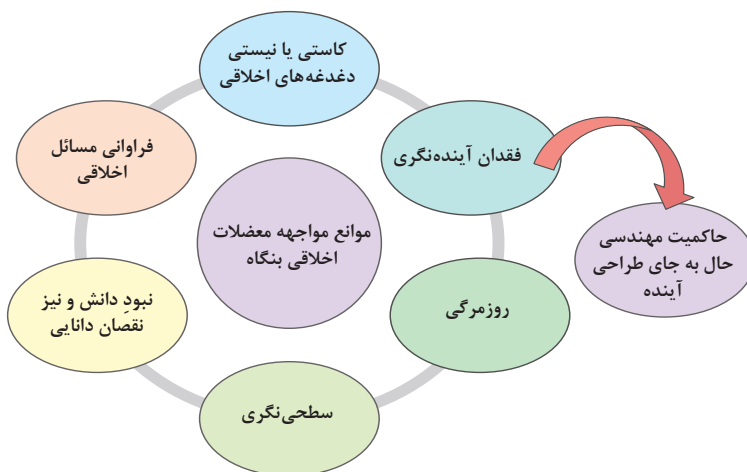 کاستی یا نیستی
دغدغه‌های اخلاقی
فقدان آینده‌نگری
حاکمیت مهندسی
حال به جای طراحی
آینده
روزمرگی
سطحی‌نگری
نبودِ دانش و نیز
نقصان دانایی
فراوانی مسائل
اخلاقی
موانع مواجهه معضلات
اخلاقی بنگاه